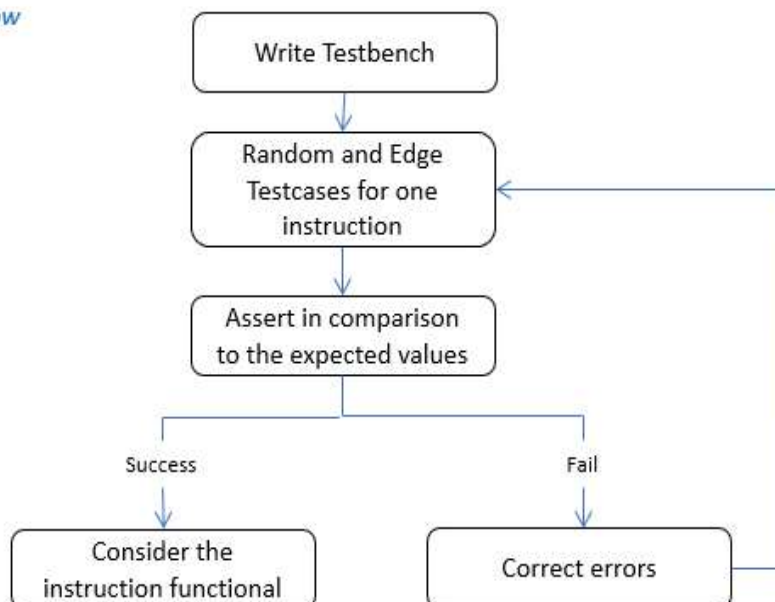 Write Testbench
Random and Edge
Testcases for one
instruction
Assert in comparison
to the expected values
Success
Fail
Consider the
instruction functional
Correct errors